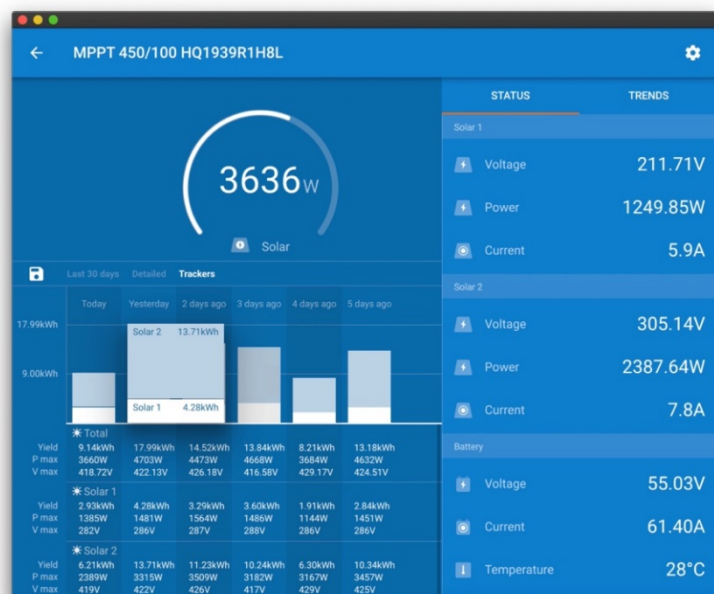 MPPT 450/100 HQ1939R1H8L
3636W
Solar
Last 30 days Detailed Trackers
Today Yesterday 2 days ago 3 days ago 4 days ago 5 days ago
17.99kWh
Solar 2 13.71kWh
9.00kWh
Solar 1 4.28kWh
Total
Yield 9.14kWh 17.99kWh 14.52kWh 13.84kWh 8.21kWh 13.18kWh
P max 3660W 4703W 4473W 4668W 3684W 4632W
V max 418.72V 422.13V 426.18V 416.58V 429.17V 424.51V
Solar 1
Yield 2.93kWh 4.28kWh 3.29kWh 3.60kWh 1.91kWh 2.84kWh
P max 1385W 1481W 1564W 1486W 1144W 1451W
V max 282V 286V 287V 288V 286V 286V
Solar 2
Yield 6.21kWh 13.71kWh 11.23kWh 10.24kWh 6.30kWh 10.34kWh
P max 2389W 3315W 3509W 3182W 3167W 3457W
V max 419V 422V 426V 417V 429V 425V
STATUS TRENDS
Solar 1
Voltage 211.71V
Power 1249.85W
Current 5.9A
Solar 2
Voltage 305.14V
Power 2387.64W
Current 7.8A
Battery
Voltage 55.03V
Current 61.40A
Temperature 28°C